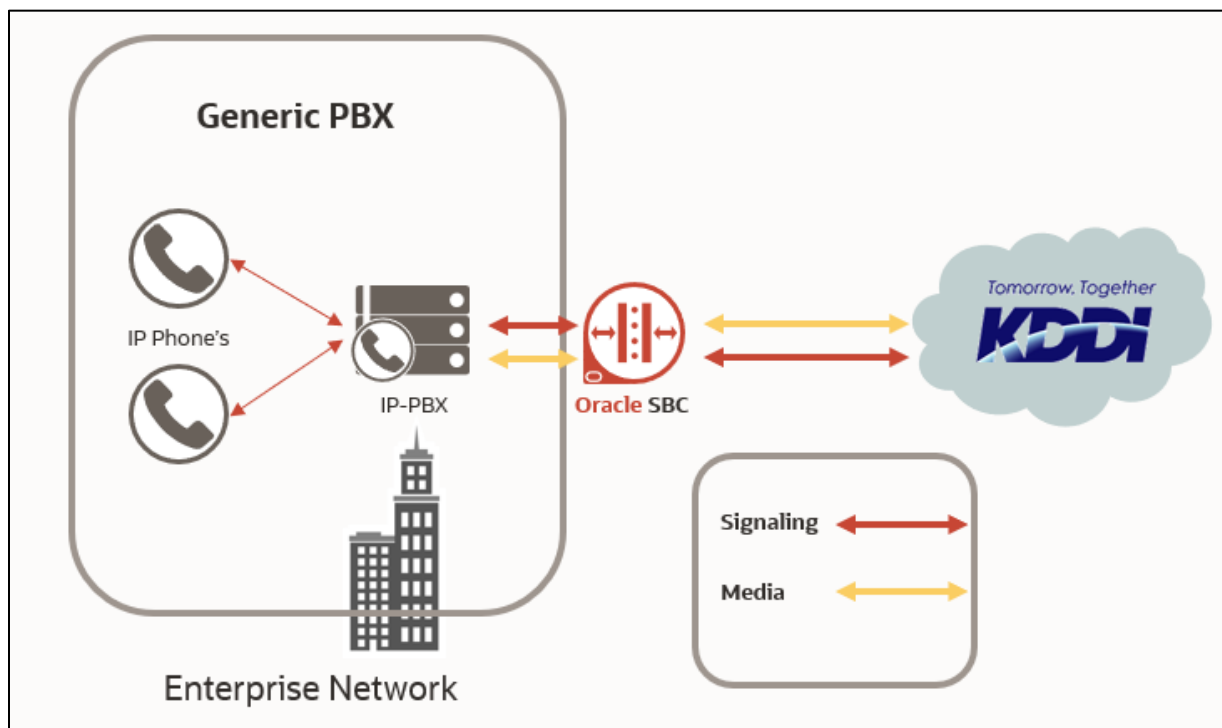 Generic PBX
IP Phone's
IP-PBX
Oracle SBC
Tomorrow, Together
KDDI
Signaling
Media
Enterprise Network